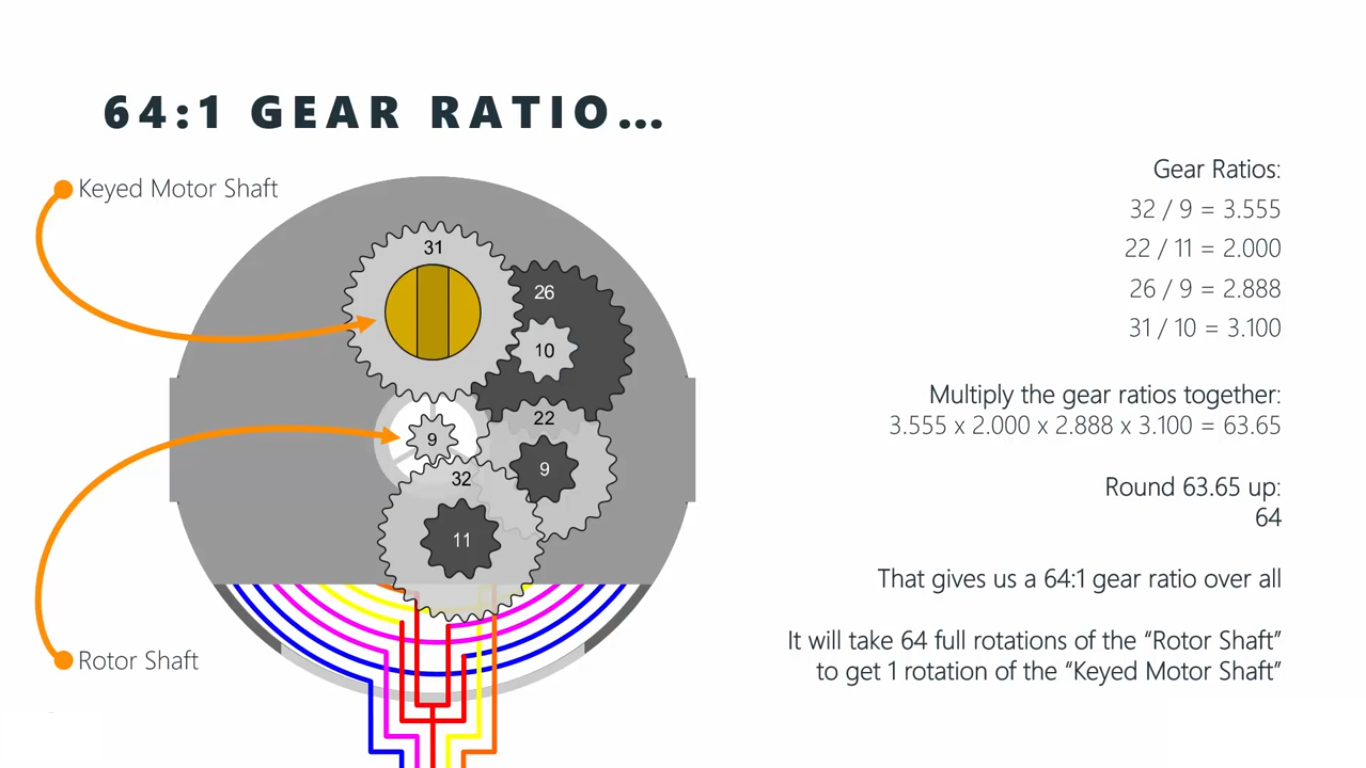 64:1 GEAR RATIO...
Keyed Motor Shaft
31
26
10
22
9
9
32
11
Rotor Shaft
Gear Ratios:
32 / 9 = 3.555
22 / 11 = 2.000
26 / 9 = 2.888
31 / 10 = 3.100
Multiply the gear ratios together:
3.555 x 2.000 x 2.888 x 3.100 = 63.65
Round 63.65 up:
64
That gives us a 64:1 gear ratio over all
It will take 64 full rotations of the “Rotor Shaft”
to get 1 rotation of the “Keyed Motor Shaft”